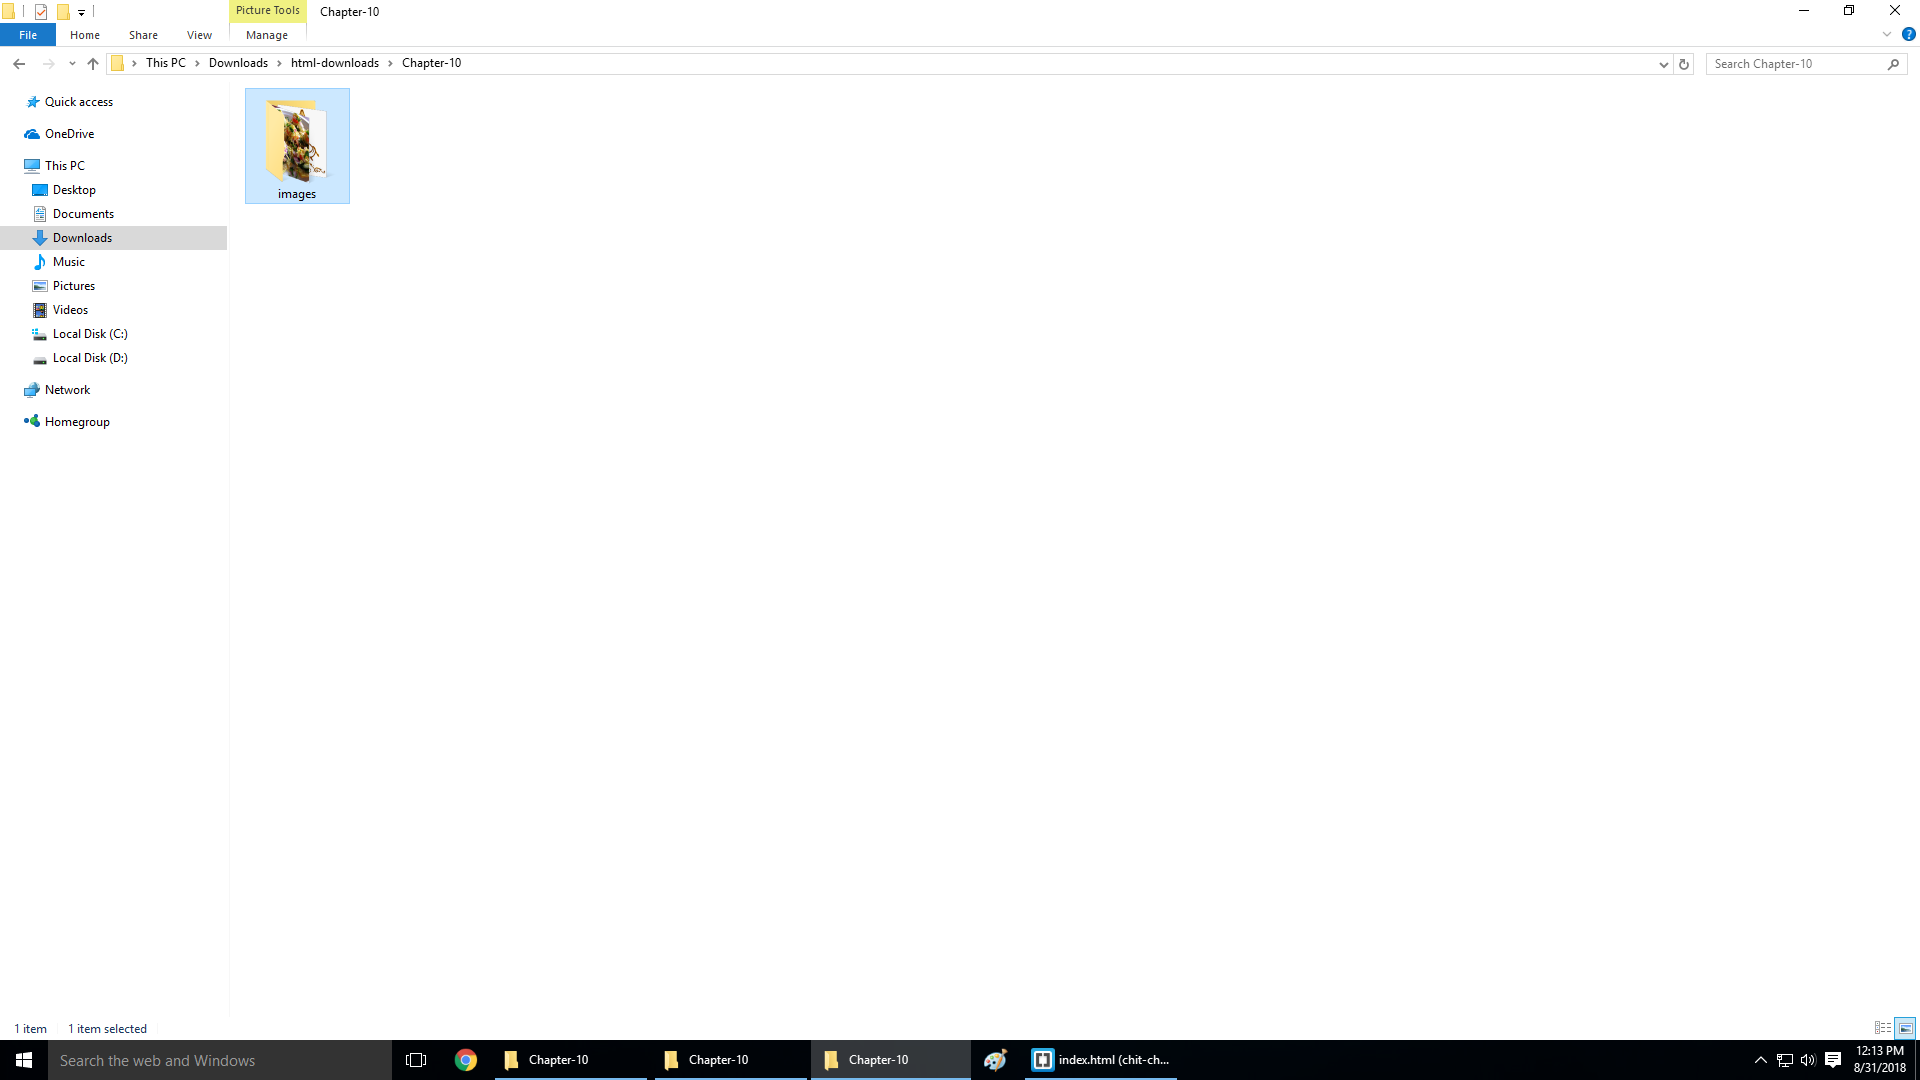 Picture Tools
Chapter-10
File
Home
Share
View
Manage
?
This PC
Downloads
html-downloads
Chapter-10
Search Chapter-10
Quick access
OneDrive
This PC
Desktop
Documents
Downloads
Music
Pictures
Videos
Local Disk (C:)
Local Disk (D:)
Network
Homegroup
images
1 item
1 item selected
Search the web and Windows
Chapter-10
Chapter-10
Chapter-10
index.html (chit-ch...
12:13 PM
8/31/2018